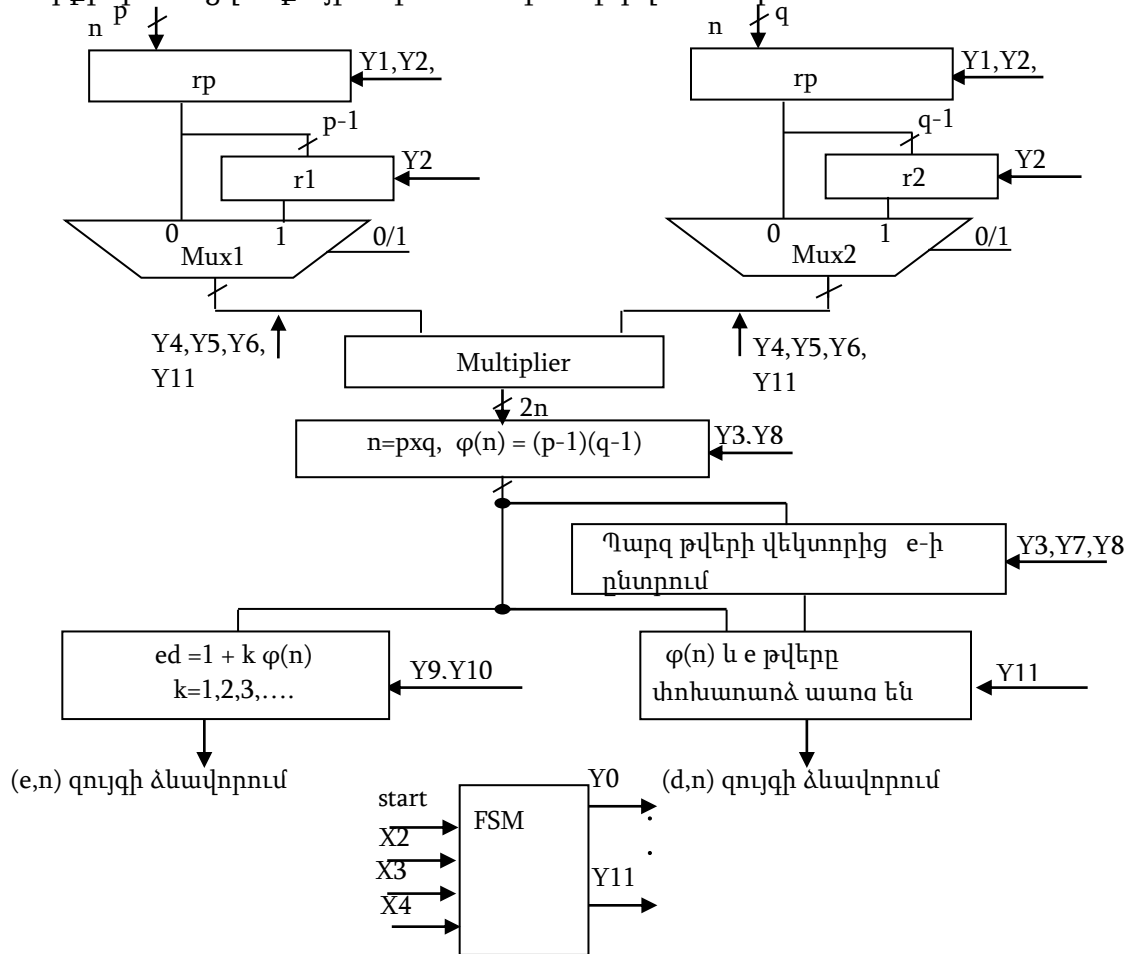 p
n
q
n
rp
Y1,Y2,
rp
Y1,Y2,
p-1
q-1
r1
Y2
r2
Y2
0
1
0/1
Mux1
0
1
0/1
Mux2
Y4,Y5,Y6,
Y11
Multiplier
Y4,Y5,Y6,
Y11
2n
n=pxq, φ(n) = (p-1)(q-1)
Y3.Y8
Պարզ թվերի վեկտորից e-ի
ընտրում
Y3,Y7,Y8
ed =1 + k φ(n)
k=1,2,3,….
Y9.Y10
φ(n) և e թվերը
փոխադարձ պարզ են
Y11
(e,n) զույգի ձևավորում
(d,n) զույգի ձևավորում
start
X2
X3
X4
FSM
Y0
.
.
Y11